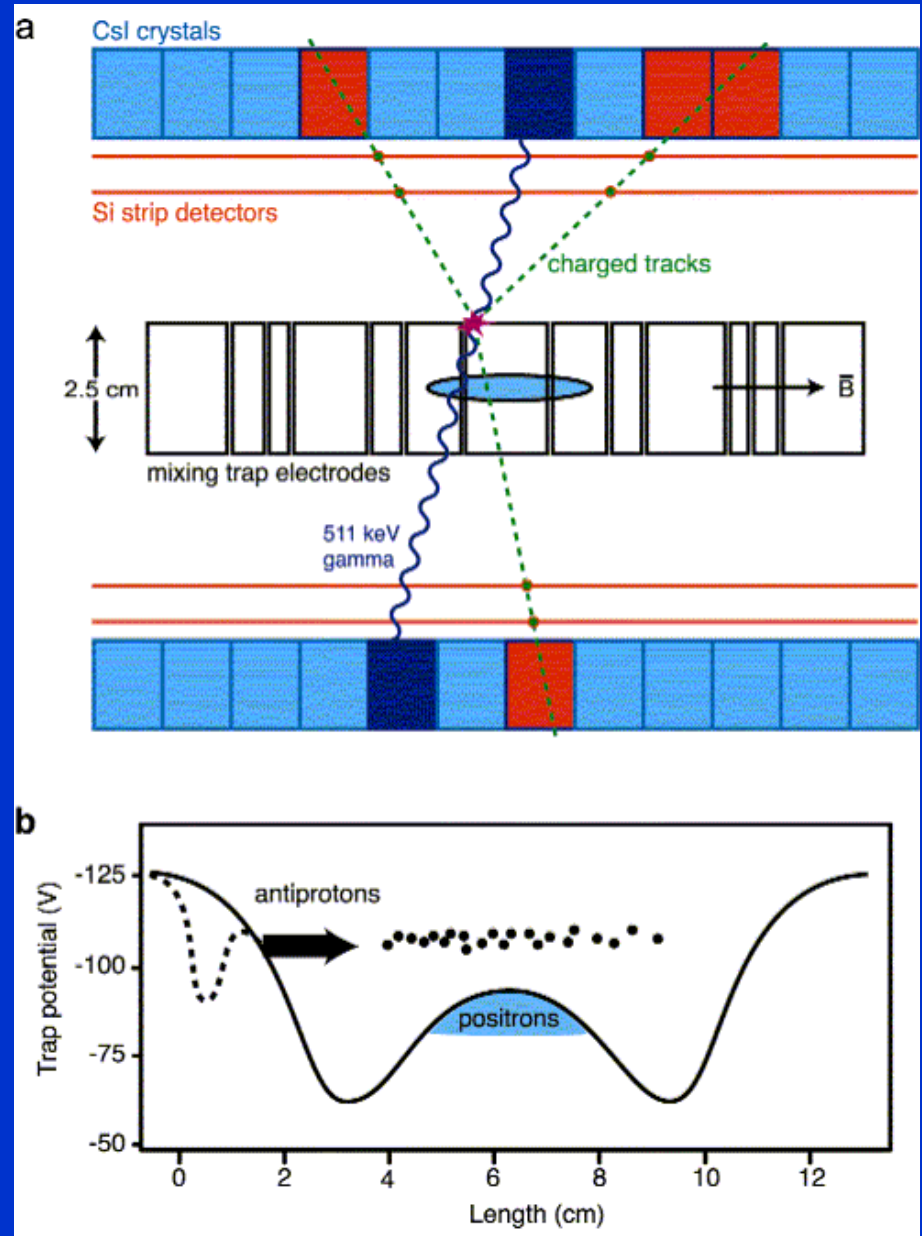 a
CsI crystals
Si strip detectors
charged tracks
2.5 cm
B̅
mixing trap electrodes
511 keV
gamma
b
Trap potential (V)
-125
-100
-75
-50
antiprotons
positrons
0 2 4 6 8 10 12
Length (cm)